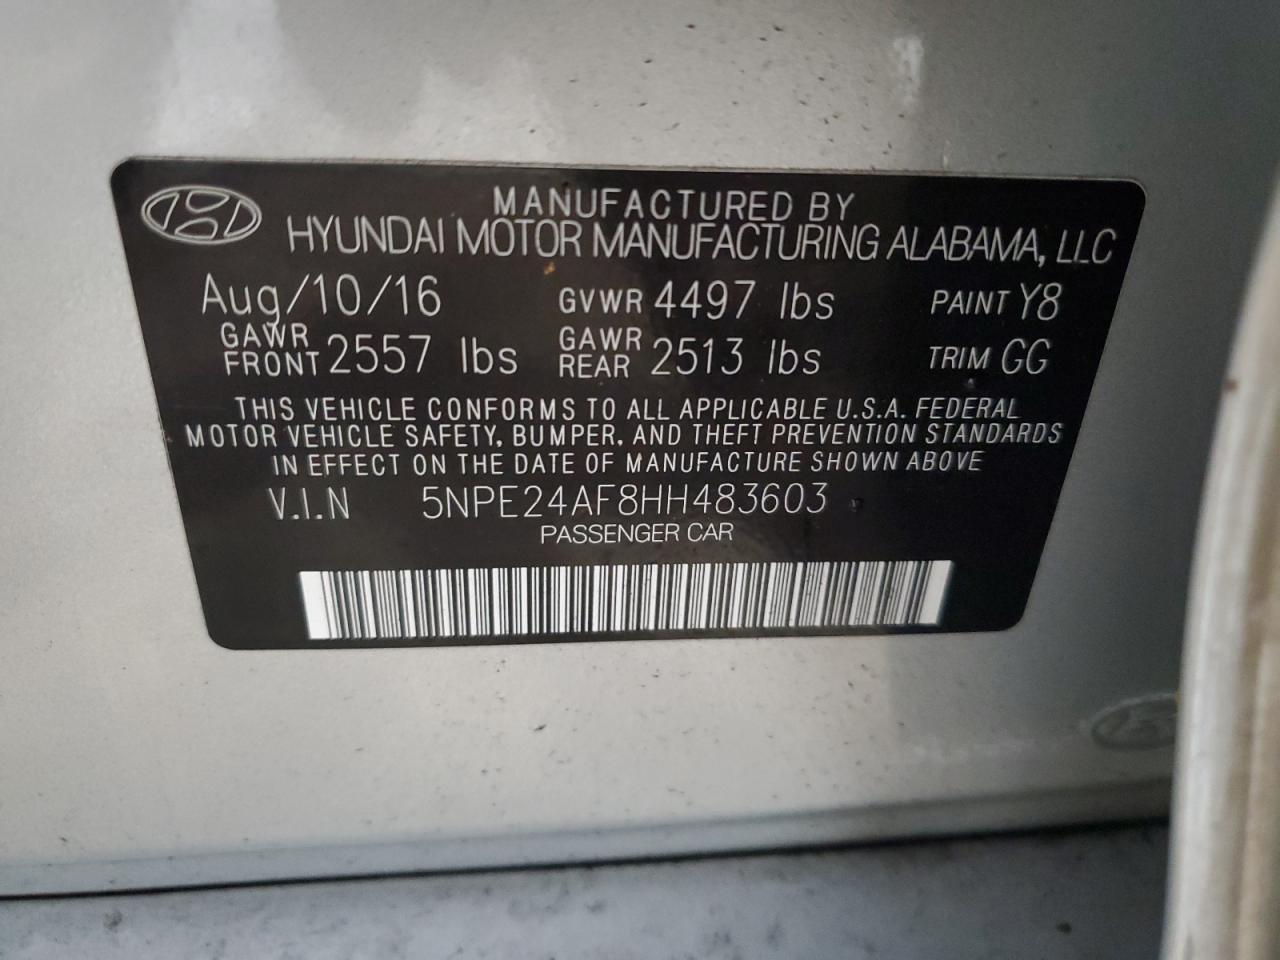 MANUFACTURED BY
HYUNDAI MOTOR MANUFACTURING ALABAMA, LLC
Aug/10/16 GVWR 4497 lbs PAINT Y8
GAWR FRONT 2557 lbs GAWR REAR 2513 lbs TRIM GG
THIS VEHICLE CONFORMS TO ALL APPLICABLE U.S.A. FEDERAL
MOTOR VEHICLE SAFETY, BUMPER, AND THEFT PREVENTION STANDARDS
IN EFFECT ON THE DATE OF MANUFACTURE SHOWN ABOVE
V.I.N 5NPE24AF8HH483603
PASSENGER CAR